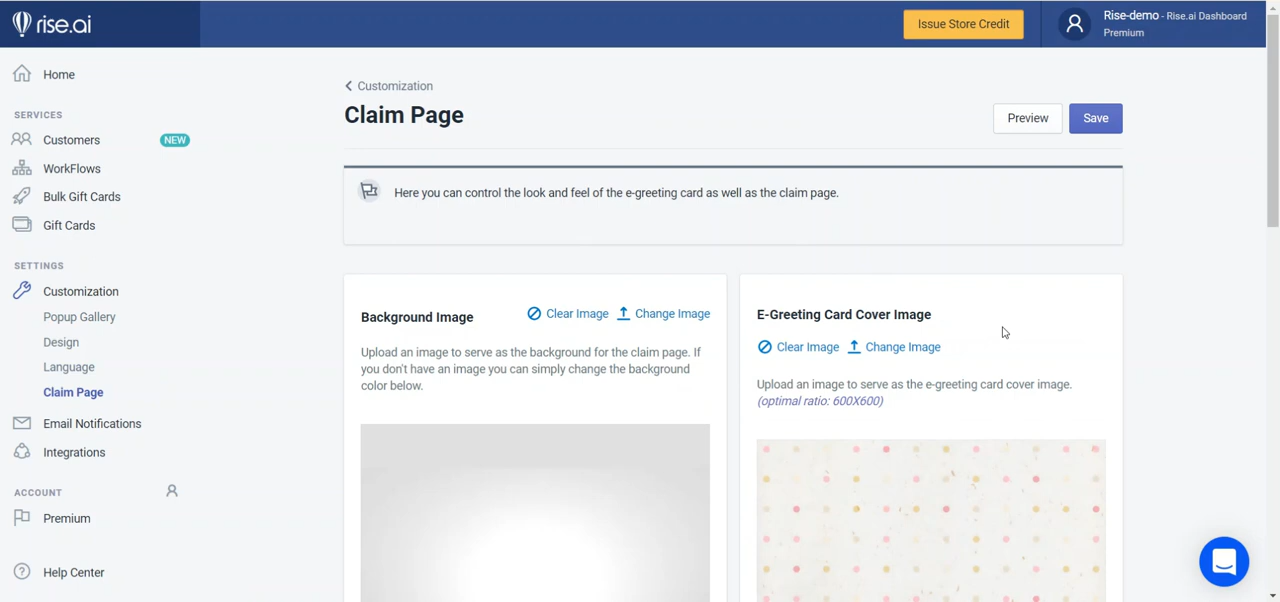 rise.ai
Issue Store Credit
Rise-demo - Rise.ai Dashboard
Premium
Home
SERVICES
Customers NEW
WorkFlows
Bulk Gift Cards
Gift Cards
SETTINGS
Customization
Popup Gallery
Design
Language
Claim Page
Email Notifications
Integrations
ACCOUNT
Premium
Help Center
Customization
Claim Page
Preview
Save
Here you can control the look and feel of the e-greeting card as well as the claim page.
Background Image
Clear Image Change Image
Upload an image to serve as the background for the claim page. If
you don't have an image you can simply change the background
color below.
E-Greeting Card Cover Image
Clear Image Change Image
Upload an image to serve as the e-greeting card cover image.
(optimal ratio: 600X600)